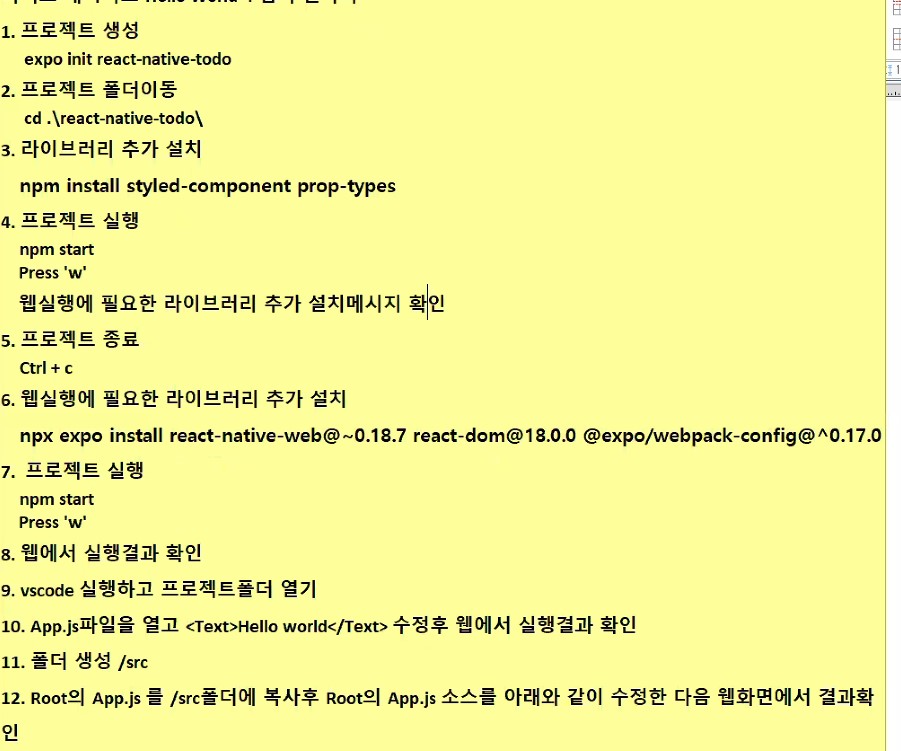 1. 프로젝트 생성
expo init react-native-todo
2. 프로젝트 폴더이동
cd .\react-native-todo\
3. 라이브러리 추가 설치
npm install styled-component prop-types
4. 프로젝트 실행
npm start
Press 'w'
웹실행에 필요한 라이브러리 추가 설치메시지 확인
5. 프로젝트 종료
Ctrl + c
6. 웹실행에 필요한 라이브러리 추가 설치
npx expo install react-native-web@~0.18.7 react-dom@18.0.0 @expo/webpack-config@^0.17.0
7. 프로젝트 실행
npm start
Press 'w'
8. 웹에서 실행결과 확인
9. vscode 실행하고 프로젝트폴더 열기
10. App.js파일을 열고 <Text>Hello world</Text> 수정후 웹에서 실행결과 확인
11. 폴더 생성 /src
12. Root의 App.js 를 /src폴더에 복사후 Root의 App.js 소스를 아래와 같이 수정한 다음 웹화면에서 결과확
인